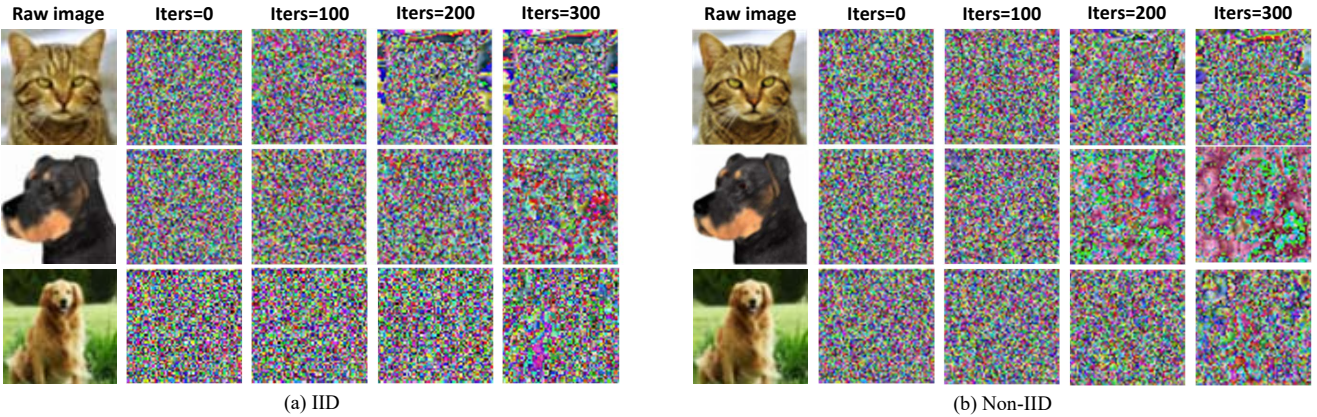 Raw image Iters=0 Iters=100 Iters=200 Iters=300
(a) IID
Raw image Iters=0 Iters=100 Iters=200 Iters=300
(b) Non-IID